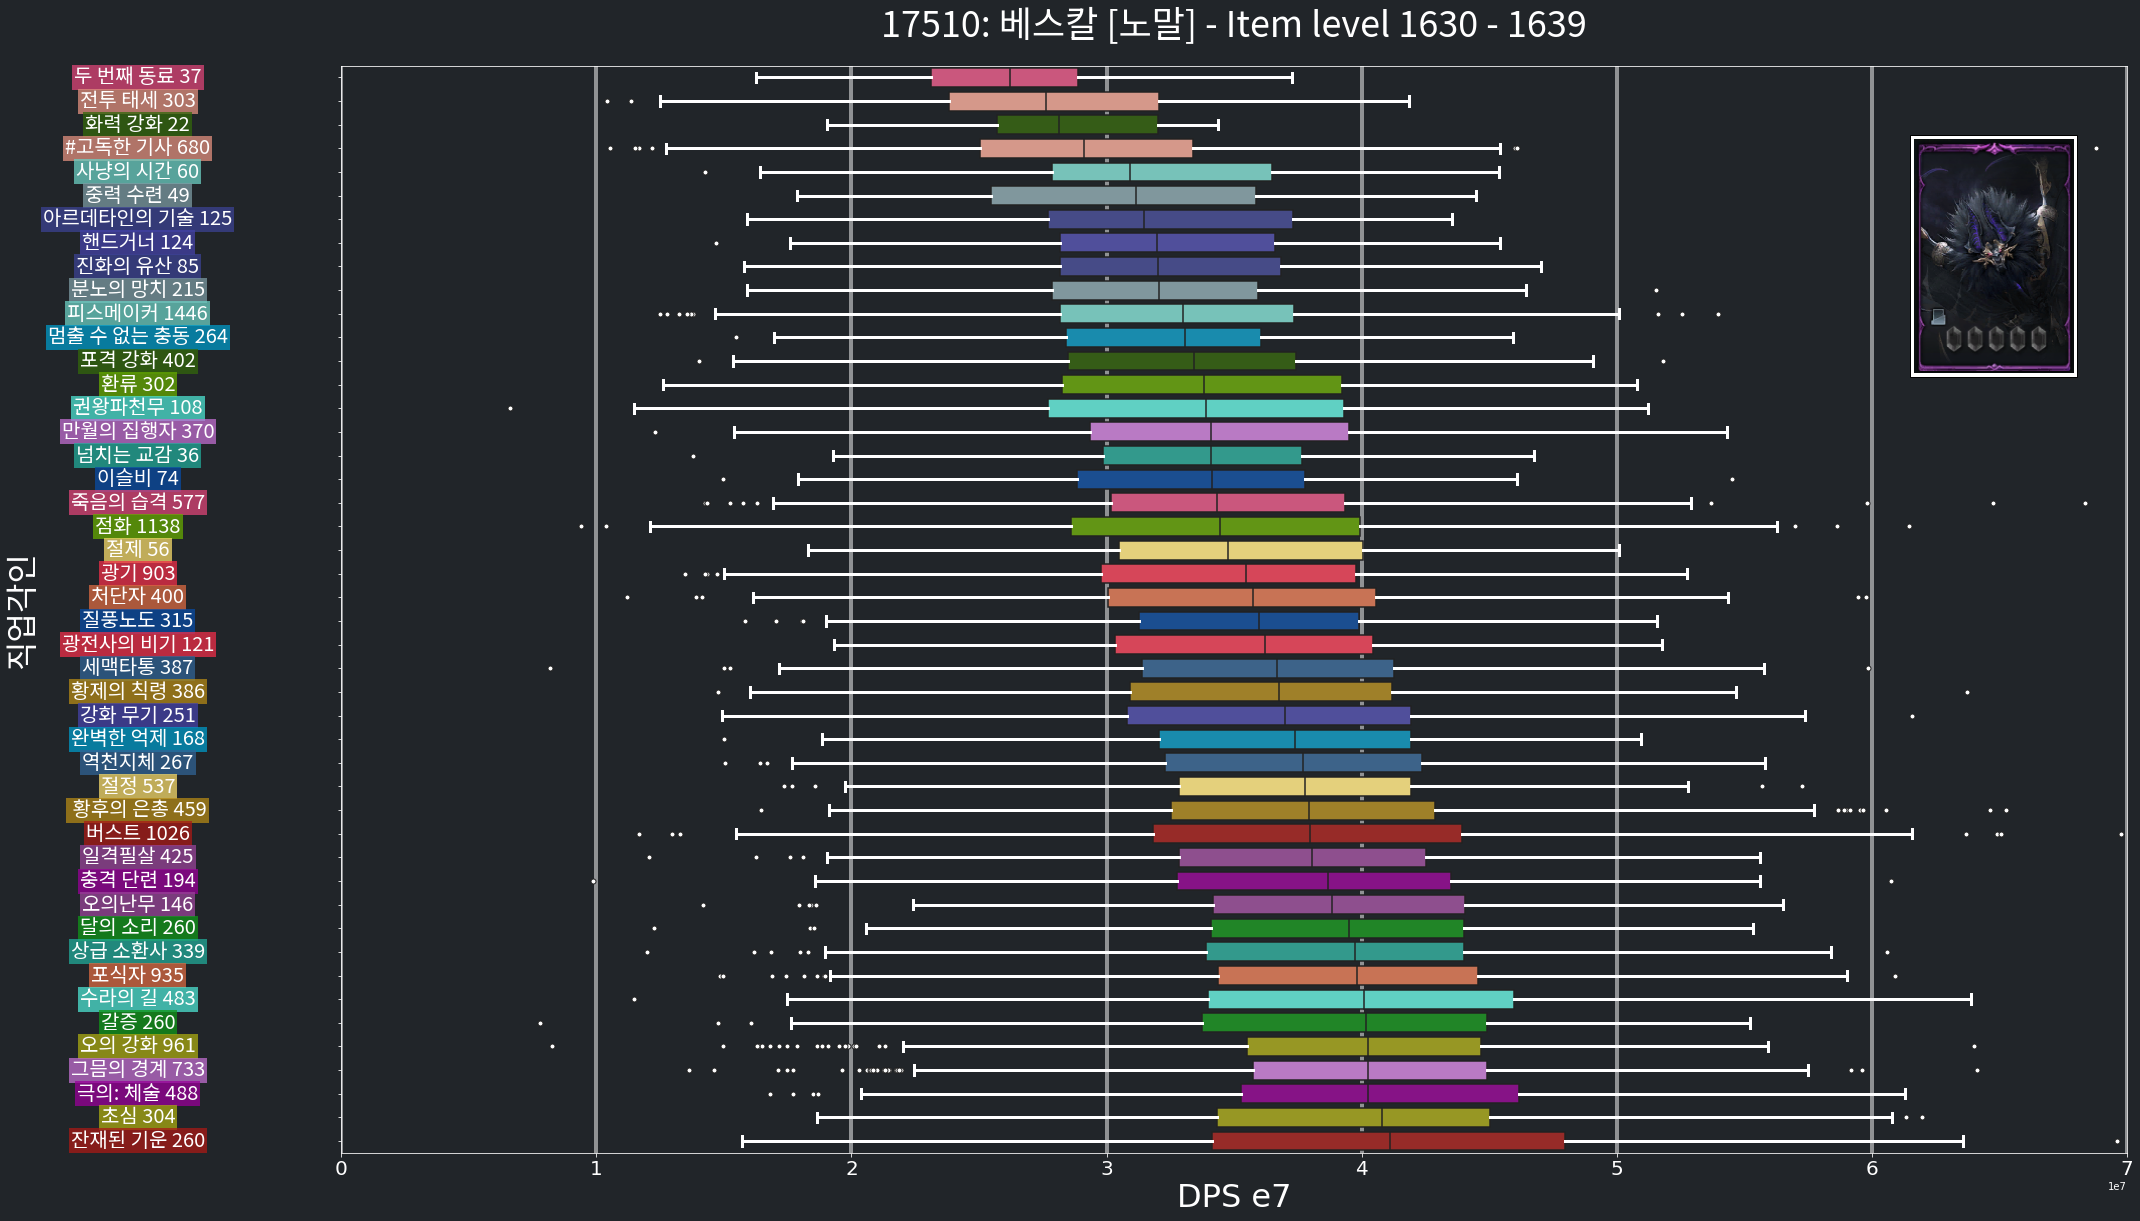 17510: 베스칼 [노말] - Item level 1630 - 1639
두 번째 동료 37
전투 태세 303
화력 강화 22
#고독한 기사 680
사냥의 시간 60
중력 수련 49
아르데타인의 기술 125
핸드거너 124
진화의 유산 85
분노의 망치 215
피스메이커 1446
멈출 수 없는 충동 264
포격 강화 402
환류 302
권왕파천무 108
만월의 집행자 370
넘치는 교감 36
이슬비 74
죽음의 습격 577
점화 1138
절제 56
광기 903
처단자 400
질풍노도 315
광전사의 비기 121
세맥타통 387
황제의 칙령 386
강화 무기 251
완벽한 억제 168
역천지체 267
절정 537
황후의 은총 459
버스트 1026
일격필살 425
충격 단련 194
오의난무 146
달의 소리 260
상급 소환사 339
포식자 935
수라의 길 483
갈증 260
오의 강화 961
그믐의 경계 733
극의: 체술 488
초심 304
잔재된 기운 260
직업각인
0 1 2 3 4 5 6 7
1e7
DPS e7